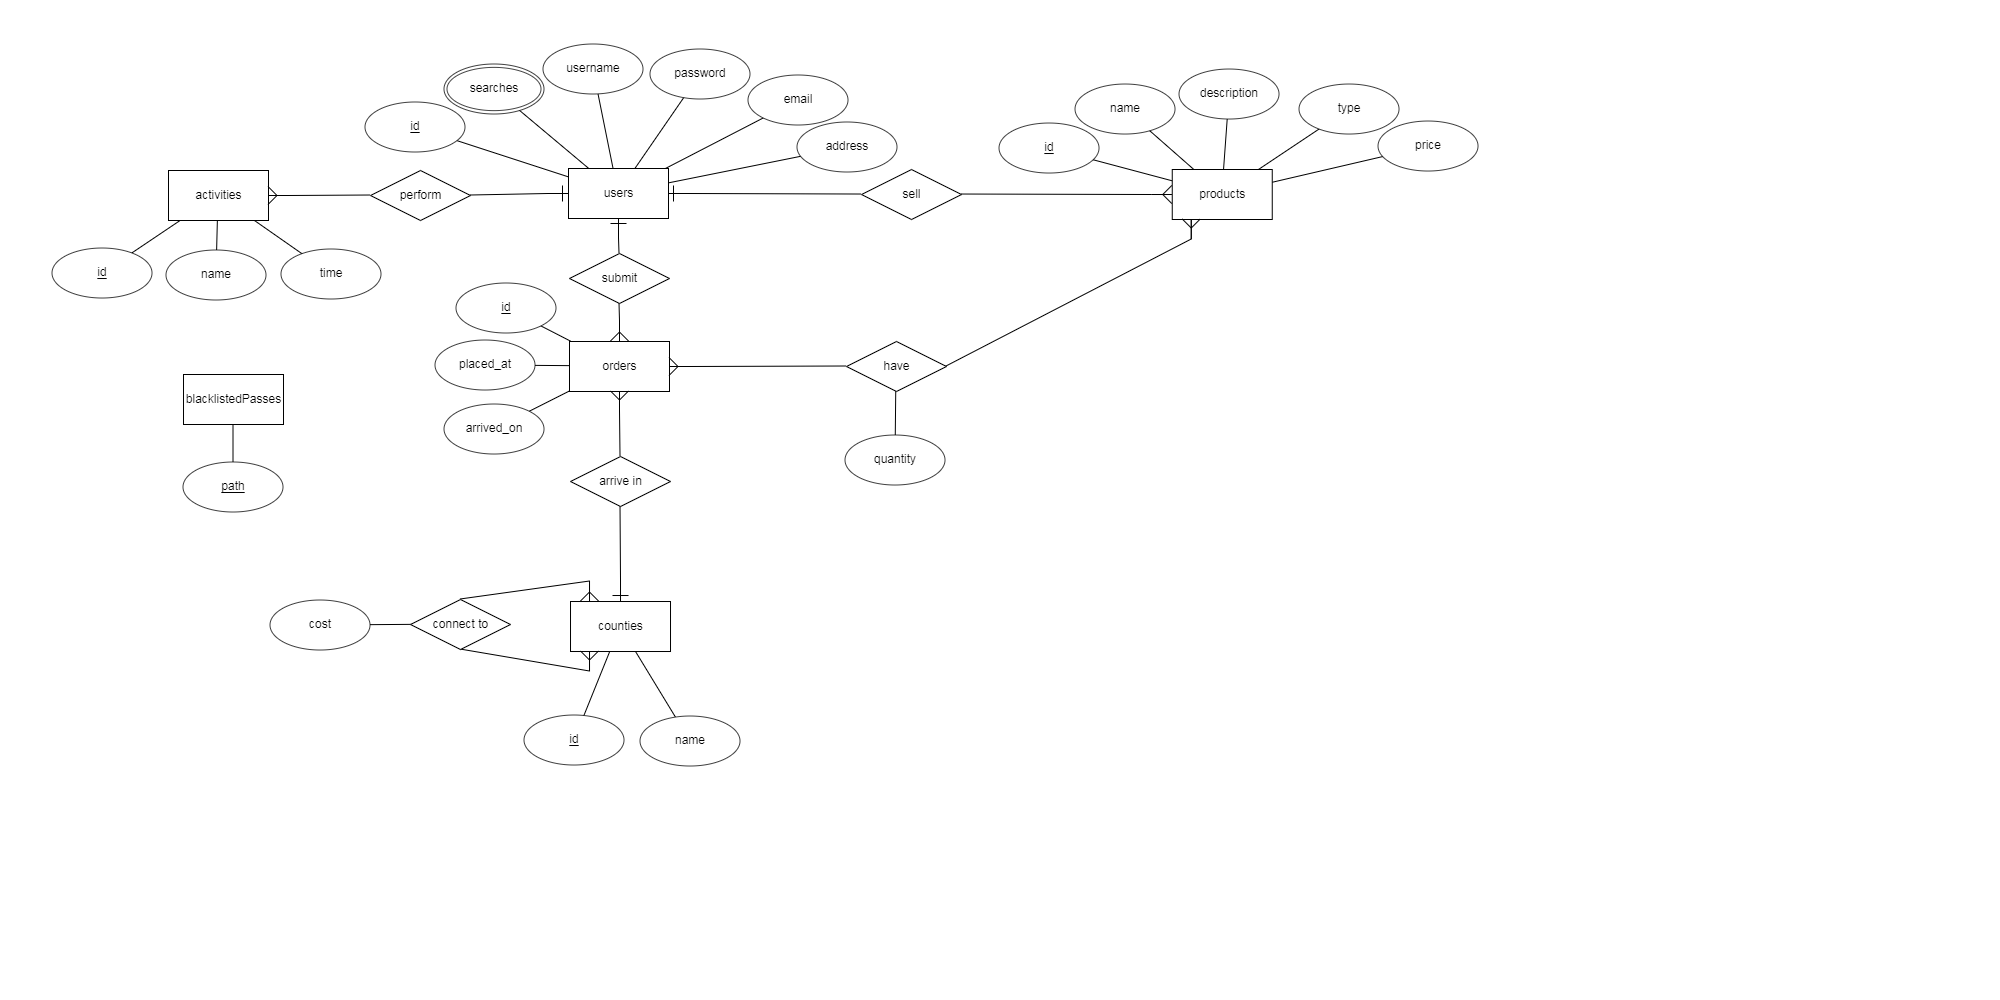 username
password
searches
description
email
name
type
id
price
address
id
activities
perform
users
sell
products
id
name
time
submit
id
placed_at
orders
have
blacklistedPasses
arrived_on
quantity
path
arrive in
cost
connect to
counties
id
name